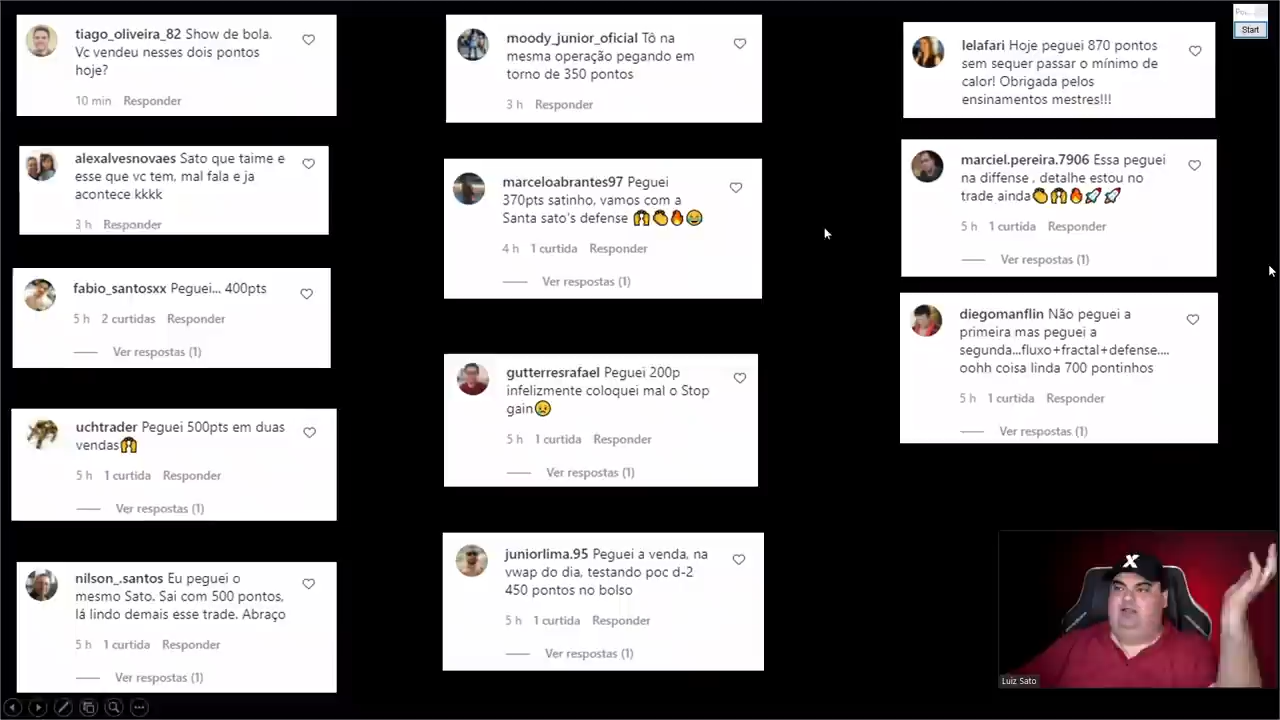 tiago_oliveira_82 Show de bola.
Vc vendeu nesses dois pontos
hoje?
10 min Responder
alexalvesnovaes Sato que taime e
esse que vc tem, mal fala e ja
acontece kkkk
3 h Responder
fabio_santosxx Peguei... 400pts
5 h 2 curtidas Responder
Ver respostas (1)
uchtrader Peguei 500pts em duas
vendas🙌
5 h 1 curtida Responder
Ver respostas (1)
nilson_.santos Eu peguei o
mesmo Sato. Sai com 500 pontos,
lá lindo demais esse trade. Abraço
5 h 1 curtida Responder
Ver respostas (1)
moody_junior_oficial Tô na
mesma operação pegando em
torno de 350 pontos
3 h Responder
marceloabrantes97 Peguei
370pts satinho, vamos com a
Santa sato's defense 🙌👏🔥😂
4 h 1 curtida Responder
Ver respostas (1)
gutterresrafael Peguei 200p
infelizmente coloquei mal o Stop
gain😥
5 h 1 curtida Responder
Ver respostas (1)
juniorlima.95 Peguei a venda, na
vwap do dia, testando poc d-2
450 pontos no bolso
5 h 1 curtida Responder
Ver respostas (1)
lelafari Hoje peguei 870 pontos
sem sequer passar o mínimo de
calor! Obrigada pelos
ensinamentos mestres!!!
marciel.pereira.7906 Essa peguei
na diffense , detalhe estou no
trade ainda👏🙌🔥🚀🚀
5 h 1 curtida Responder
Ver respostas (1)
diegomanflin Não peguei a
primeira mas peguei a
segunda...fluxo+fractal+defense....
oohh coisa linda 700 pontinhos
5 h 1 curtida Responder
Ver respostas (1)
Start
X
Luiz Sato